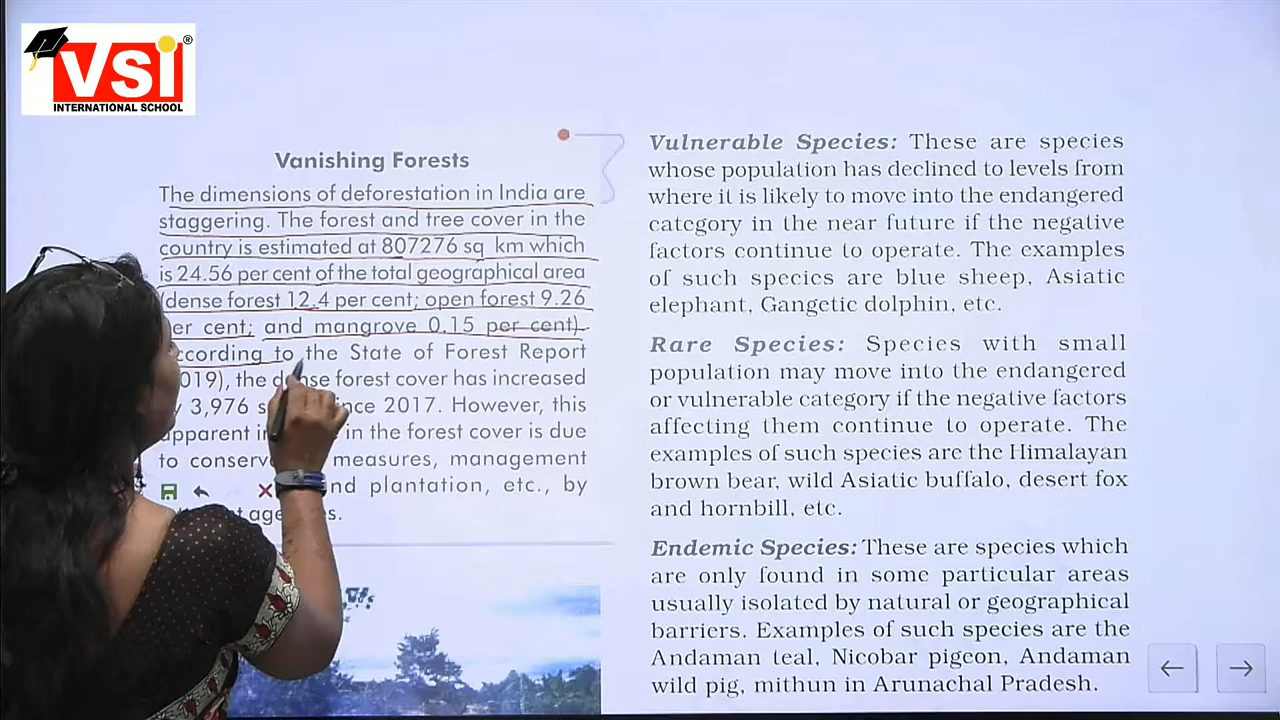 VSI
®
INTERNATIONAL SCHOOL
Vanishing Forests
The dimensions of deforestation in India are
staggering. The forest and tree cover in the
country is estimated at 807276 sq km which
is 24.56 per cent of the total geographical area
(dense forest 12.4 per cent; open forest 9.26
per cent; and mangrove 0.15 per cent).
According to the State of Forest Report
2019), the dense forest cover has increased
3,976 since 2017. However, this
apparent in the forest cover is due
to measures, management
and plantation, etc., by
Vulnerable Species: These are species
whose population has declined to levels from
where it is likely to move into the endangered
category in the near future if the negative
factors continue to operate. The examples
of such species are blue sheep, Asiatic
elephant, Gangetic dolphin, etc.
Rare Species: Species with small
population may move into the endangered
or vulnerable category if the negative factors
affecting them continue to operate. The
examples of such species are the Himalayan
brown bear, wild Asiatic buffalo, desert fox
and hornbill, etc.
Endemic Species: These are species which
are only found in some particular areas
usually isolated by natural or geographical
barriers. Examples of such species are the
Andaman teal, Nicobar pigeon, Andaman
wild pig, mithun in Arunachal Pradesh.